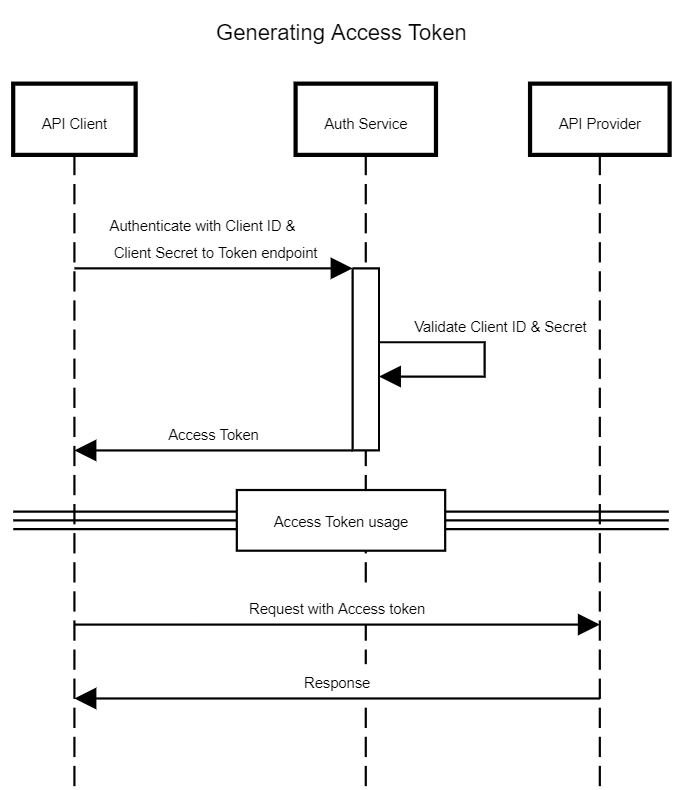 Generating Access Token
API Client
Auth Service
API Provider
Authenticate with Client ID &
Client Secret to Token endpoint
Validate Client ID & Secret
Access Token
Access Token usage
Request with Access token
Response